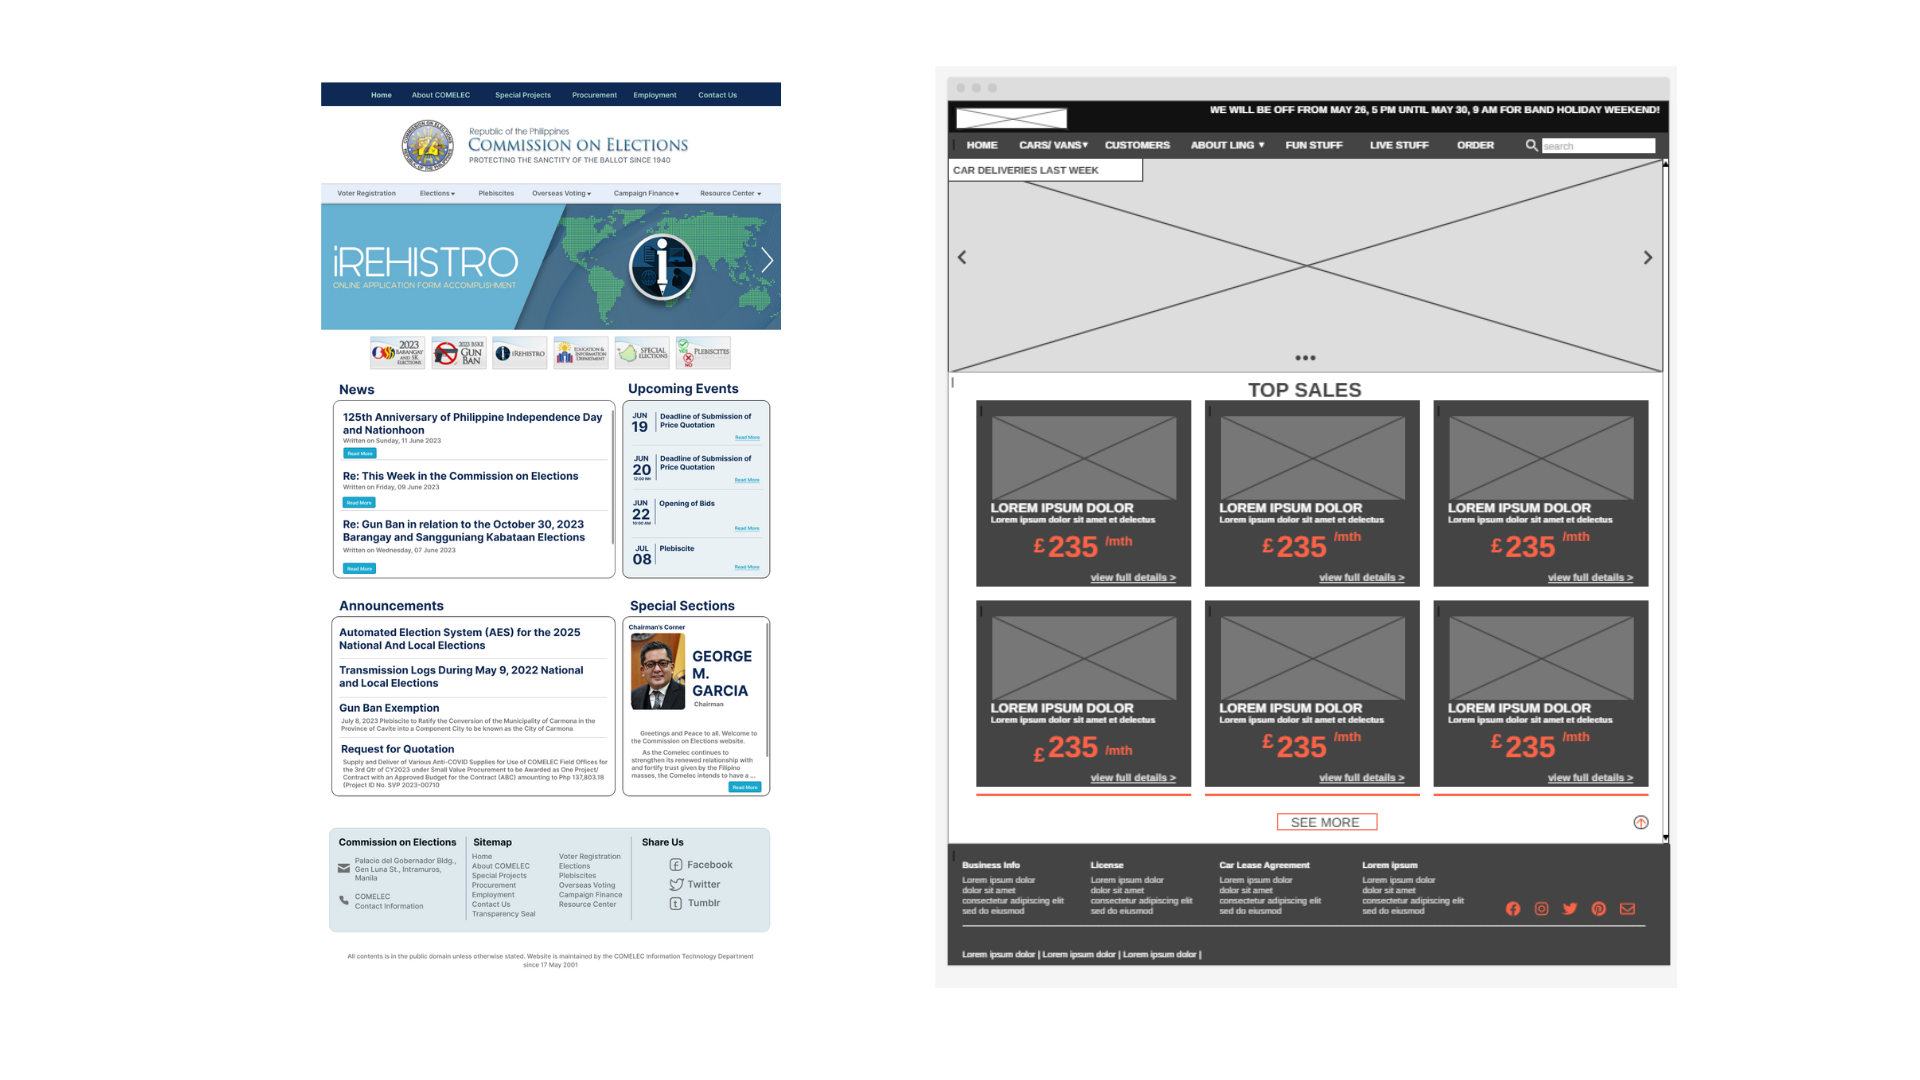 Home About COMELEC Special Projects Procurement Employment Contact Us
Republic of the Philippines
COMMISSION ON ELECTIONS
PROTECTING THE SANCTITY OF THE BALLOT SINCE 1940
Voter Registration Elections Plebiscites Overseas Voting Campaign Finance Resource Center
iREHISTRO
ONLINE APPLICATION FORM ACCOMPLISHMENT
2023
BARANGAY
AND SK
ELECTIONS
2023 BSKE
GUN
BAN
iREHISTRO
EDUCATION &
INFORMATION
DEPARTMENT
SPECIAL
ELECTIONS
YES
NO
PLEBISCITES
News
125th Anniversary of Philippine Independence Day
and Nationhoon
Written on Sunday, 11 June 2023
Read More
Re: This Week in the Commission on Elections
Written on Friday, 09 June 2023
Read More
Re: Gun Ban in relation to the October 30, 2023
Barangay and Sangguniang Kabataan Elections
Written on Wednesday, 07 June 2023
Read More
Upcoming Events
JUN
19
Deadline of Submission of
Price Quotation
Read More
JUN
20
12:00 NN
Deadline of Submission of
Price Quotation
Read More
JUN
22
10:00 AM
Opening of Bids
Read More
JUL
08
Plebiscite
Read More
Announcements
Automated Election System (AES) for the 2025
National And Local Elections
Transmission Logs During May 9, 2022 National
and Local Elections
Gun Ban Exemption
July 8, 2023 Plebiscite to Ratify the Conversion of the Municipality of Carmona in the
Province of Cavite into a Component City to be known as the City of Carmona
Request for Quotation
Supply and Deliver of Various Anti-COVID Supplies for Use of COMELEC Field Offices for
the 3rd Qtr of CY2023 under Small Value Procurement to be Awarded as One Project/
Contract with an Approved Budget for the Contract (ABC) amounting to Php 137,803.18
(Project ID No. SVP 2023-00710
Special Sections
Chairman's Corner
GEORGE
M.
GARCIA
Chairman
Greetings and Peace to all. Welcome to
the Commission on Elections website.
As the Comelec continues to
strengthen its renewed relationship with
and fortify trust given by the Filipino
masses, the Comelec intends to have a ...
Read More
Commission on Elections
Palacio del Gobernador Bldg.,
Gen Luna St., Intramuros,
Manila
COMELEC
Contact Information
Sitemap
Home
About COMELEC
Special Projects
Procurement
Employment
Contact Us
Transparency Seal
Voter Registration
Elections
Plebiscites
Overseas Voting
Campaign Finance
Resource Center
Share Us
Facebook
Twitter
Tumblr
All contents is in the public domain unless otherwise stated. Website is maintained by the COMELEC Information Technology Department
since 17 May 2001
WE WILL BE OFF FROM MAY 26, 5 PM UNTIL MAY 30, 9 AM FOR BAND HOLIDAY WEEKEND!
HOME CARS/ VANS CUSTOMERS ABOUT LING FUN STUFF LIVE STUFF ORDER search
CAR DELIVERIES LAST WEEK
TOP SALES
LOREM IPSUM DOLOR
Lorem ipsum dolor sit amet et delectus
£ 235 /mth
view full details >
LOREM IPSUM DOLOR
Lorem ipsum dolor sit amet et delectus
£ 235 /mth
view full details >
LOREM IPSUM DOLOR
Lorem ipsum dolor sit amet et delectus
£ 235 /mth
view full details >
LOREM IPSUM DOLOR
Lorem ipsum dolor sit amet et delectus
£ 235 /mth
view full details >
LOREM IPSUM DOLOR
Lorem ipsum dolor sit amet et delectus
£ 235 /mth
view full details >
LOREM IPSUM DOLOR
Lorem ipsum dolor sit amet et delectus
£ 235 /mth
view full details >
SEE MORE
Business Info
Lorem ipsum dolor
dolor sit amet
consectetur adipiscing elit
sed do eiusmod
License
Lorem ipsum dolor
dolor sit amet
consectetur adipiscing elit
sed do eiusmod
Car Lease Agreement
Lorem ipsum dolor
dolor sit amet
consectetur adipiscing elit
sed do eiusmod
Lorem ipsum
Lorem ipsum dolor
dolor sit amet
consectetur adipiscing elit
sed do eiusmod
Lorem ipsum dolor | Lorem ipsum dolor | Lorem ipsum dolor |